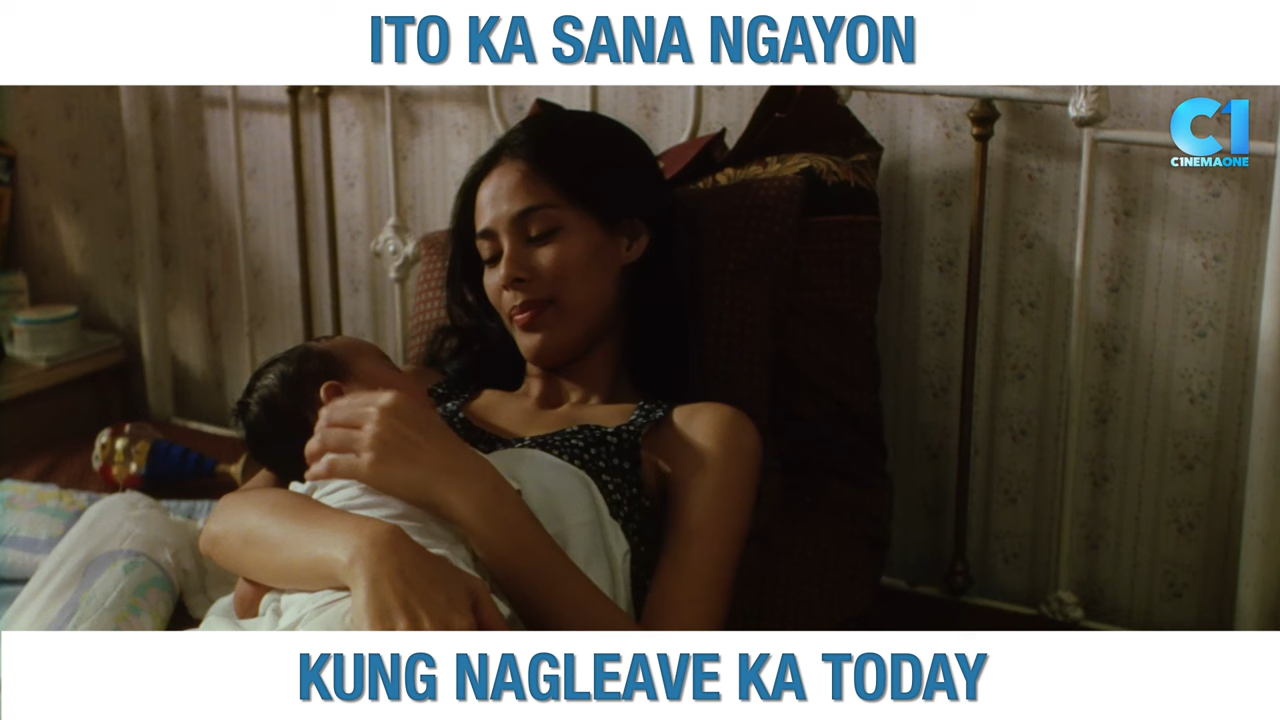 ITO KA SANA NGAYON
C1
CINEMAONE
KUNG NAGLEAVE KA TODAY